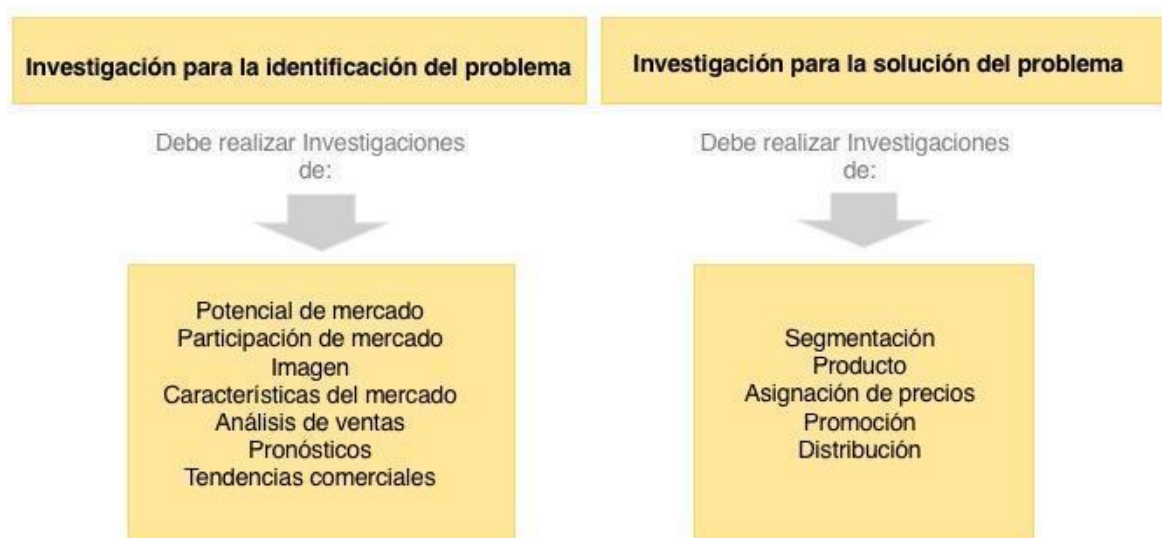 Investigación para la identificación del problema
Debe realizar Investigaciones
de:
Potencial de mercado
Participación de mercado
Imagen
Características del mercado
Análisis de ventas
Pronósticos
Tendencias comerciales
Investigación para la solución del problema
Debe realizar Investigaciones
de:
Segmentación
Producto
Asignación de precios
Promoción
Distribución